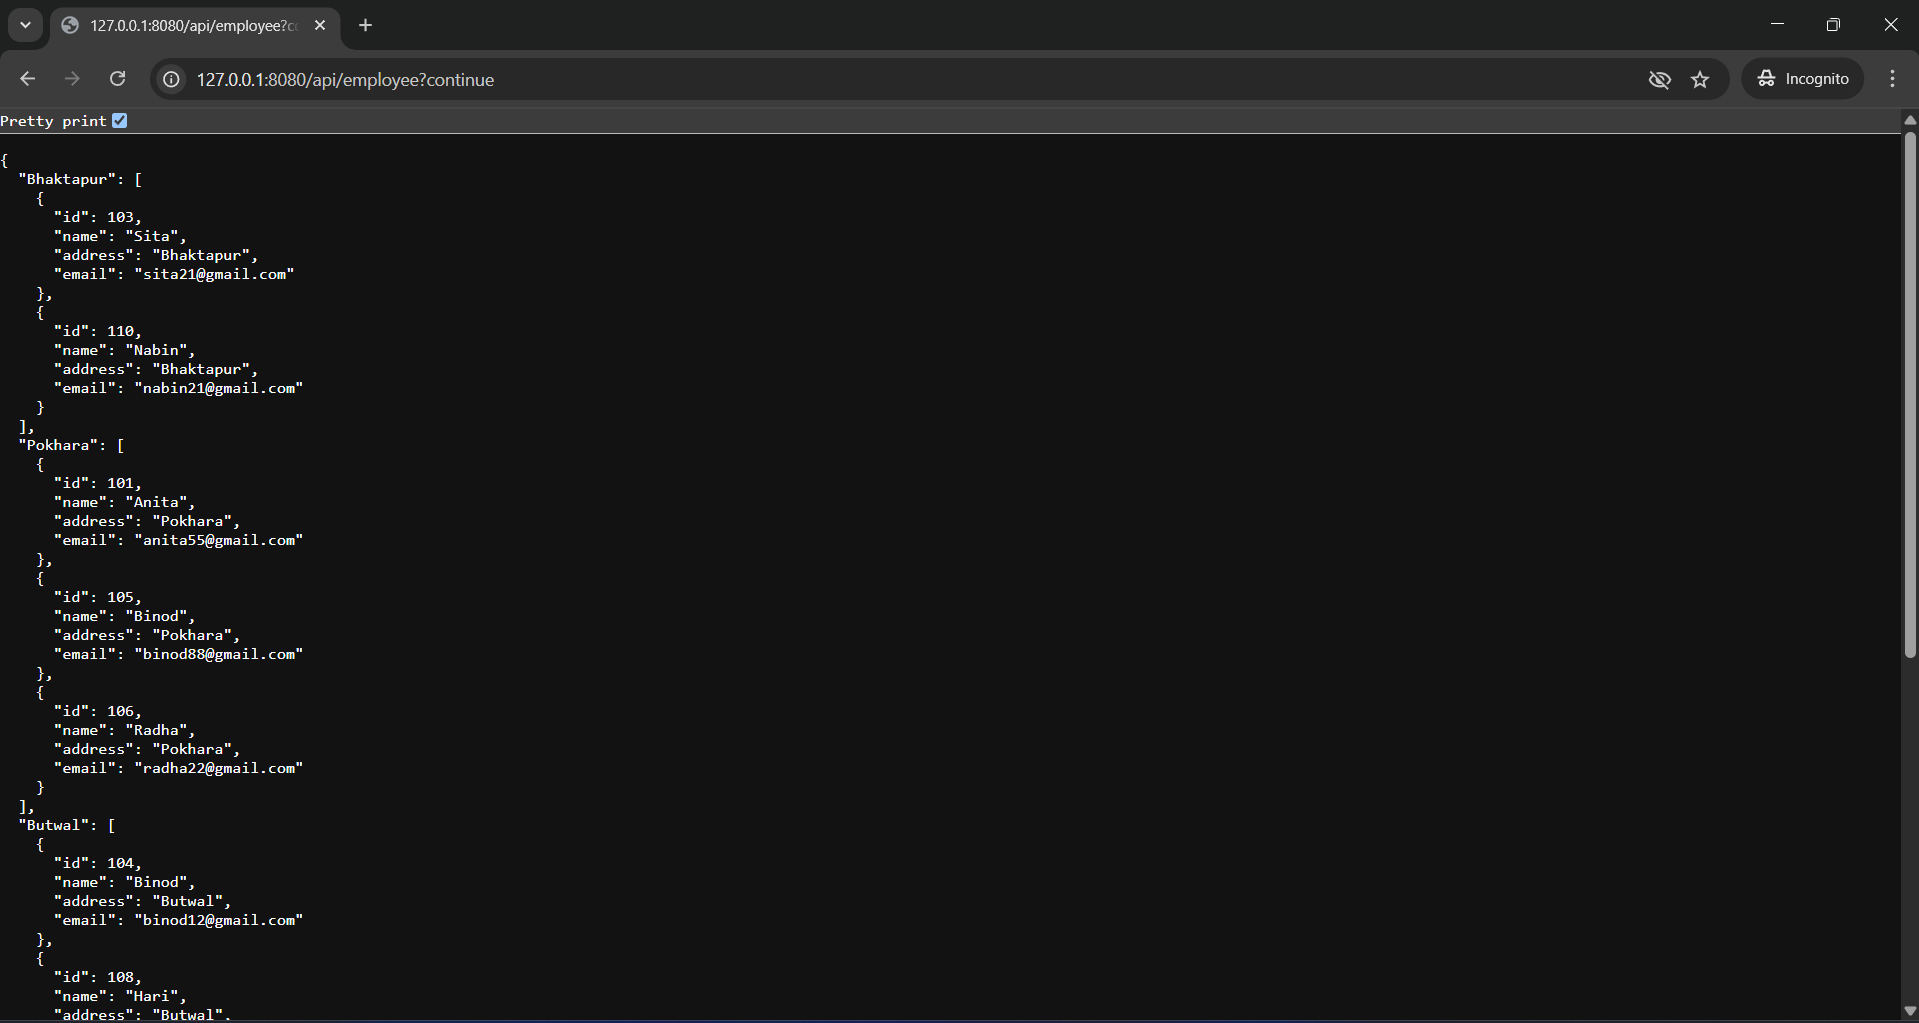 127.0.0.1:8080/api/employee?c
127.0.0.1:8080/api/employee?continue
Incognito
Pretty print
{
  "Bhaktapur": [
    {
      "id": 103,
      "name": "Sita",
      "address": "Bhaktapur",
      "email": "sita21@gmail.com"
    },
    {
      "id": 110,
      "name": "Nabin",
      "address": "Bhaktapur",
      "email": "nabin21@gmail.com"
    }
  ],
  "Pokhara": [
    {
      "id": 101,
      "name": "Anita",
      "address": "Pokhara",
      "email": "anita55@gmail.com"
    },
    {
      "id": 105,
      "name": "Binod",
      "address": "Pokhara",
      "email": "binod88@gmail.com"
    },
    {
      "id": 106,
      "name": "Radha",
      "address": "Pokhara",
      "email": "radha22@gmail.com"
    }
  ],
  "Butwal": [
    {
      "id": 104,
      "name": "Binod",
      "address": "Butwal",
      "email": "binod12@gmail.com"
    },
    {
      "id": 108,
      "name": "Hari",
      "address": "Butwal",